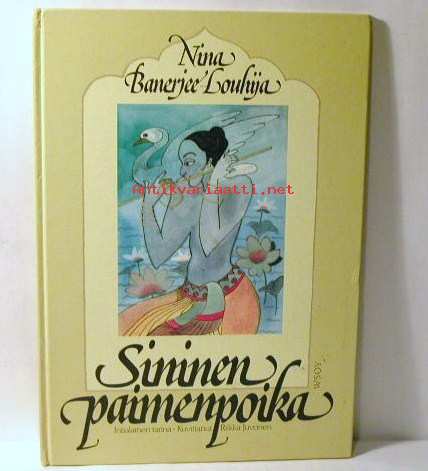 Nina
Banerjee Louhija
Antikvariaatti.net
Sininen
paimenpoika
Intialainen tarina • Kuvittanut Riikka Juvonen
WSOY